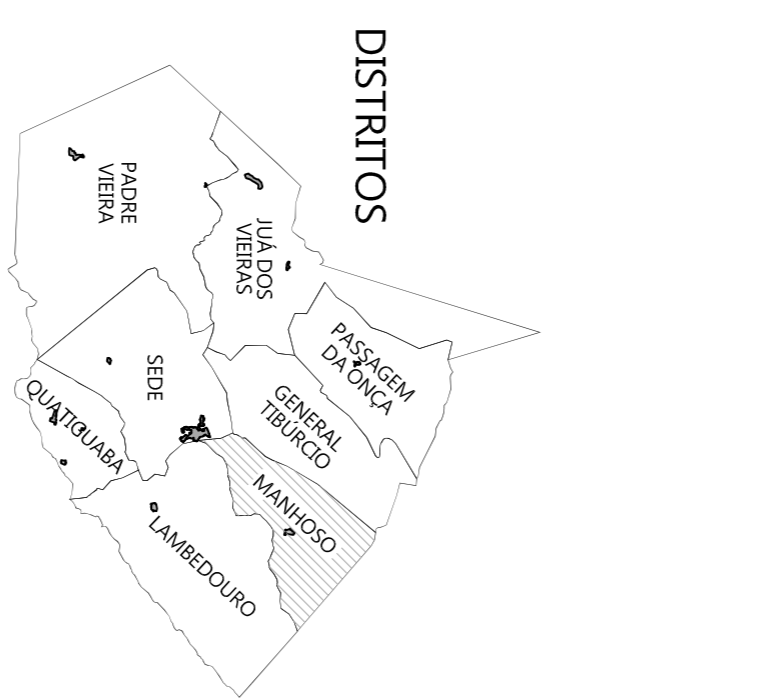 DISTRITOS
PADRE
VIEIRA
JUÁ DOS
VIEIRAS
PASSAGEM
DA ONÇA
GENERAL
TIBÚRCIO
SEDE
QUATIGUABA
MANHOSO
LAMBEDOURO